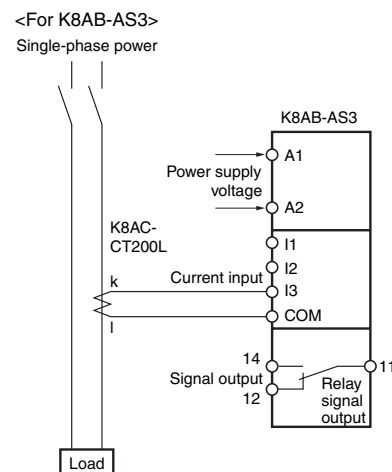 <For K8AB-AS3>
Single-phase power
K8AB-AS3
A1
Power supply
voltage
A2
K8AC-
CT200L
I1
I2
k
Current input
I3
COM
l
14
11
Signal output
Relay
signal
output
12
Load